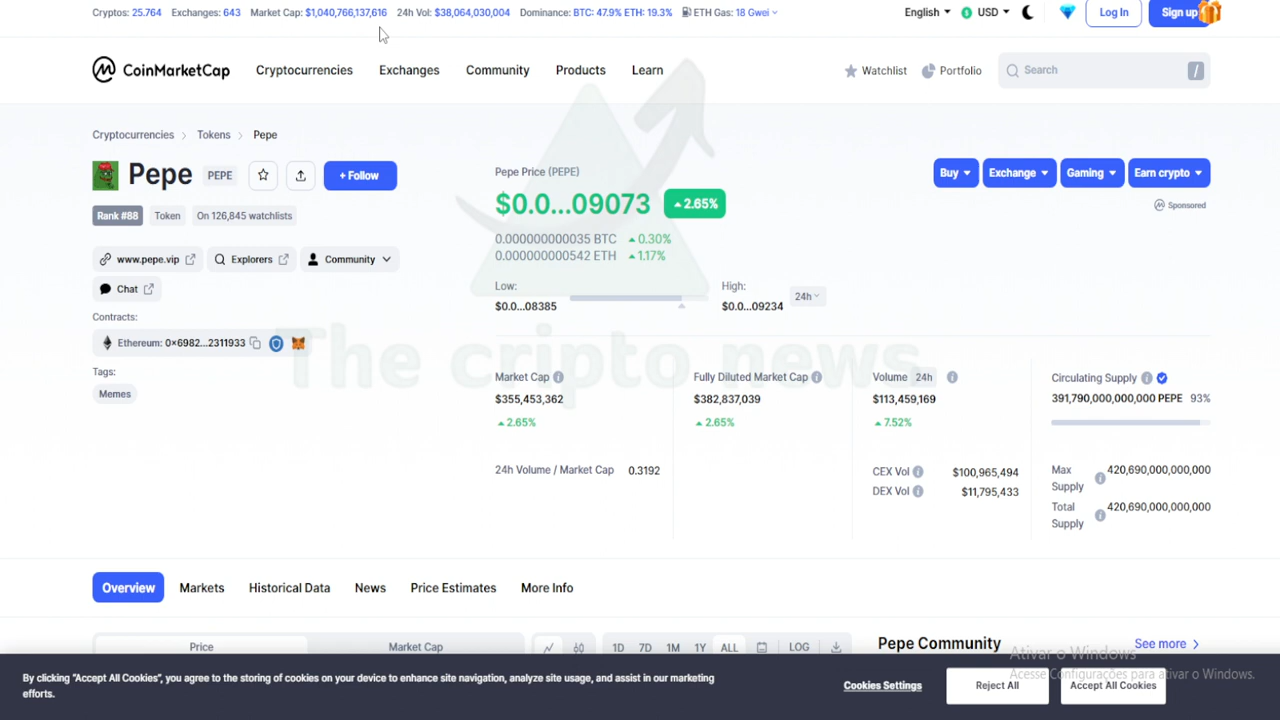 Cryptos: 25.764 Exchanges: 643 Market Cap: $1,040,766,137,616 24h Vol: $38,064,030,004 Dominance: BTC: 47.9% ETH: 19.3% ETH Gas: 18 Gwei English USD Log In Sign up
CoinMarketCap Cryptocurrencies Exchanges Community Products Learn Watchlist Portfolio Search /
Cryptocurrencies > Tokens > Pepe
Pepe PEPE + Follow
Rank #88 Token On 126,845 watchlists
www.pepe.vip Explorers Community
Chat
Contracts:
Ethereum: 0x6982...2311933
Tags:
Memes
Pepe Price (PEPE)
$0.0...09073 2.65%
0.000000000035 BTC 0.30%
0.000000000542 ETH 1.17%
Low: High:
$0.0...08385 $0.0...09234 24h
Buy Exchange Gaming Earn crypto
Sponsored
The cripto news
Market Cap Fully Diluted Market Cap Volume 24h Circulating Supply
$355,453,362 $382,837,039 $113,459,169 391,790,000,000,000 PEPE 93%
2.65% 2.65% 7.52%
24h Volume / Market Cap 0.3192
CEX Vol $100,965,494
DEX Vol $11,795,433
Max Supply 420,690,000,000,000
Total Supply 420,690,000,000,000
Overview Markets Historical Data News Price Estimates More Info
Price Market Cap 1D 7D 1M 1Y ALL LOG
Pepe Community See more >
Ativar o Windows
Acesse Configurações para ativar o Windows.
By clicking “Accept All Cookies”, you agree to the storing of cookies on your device to enhance site navigation, analyze site usage, and assist in our marketing
efforts.
Cookies Settings Reject All Accept All Cookies